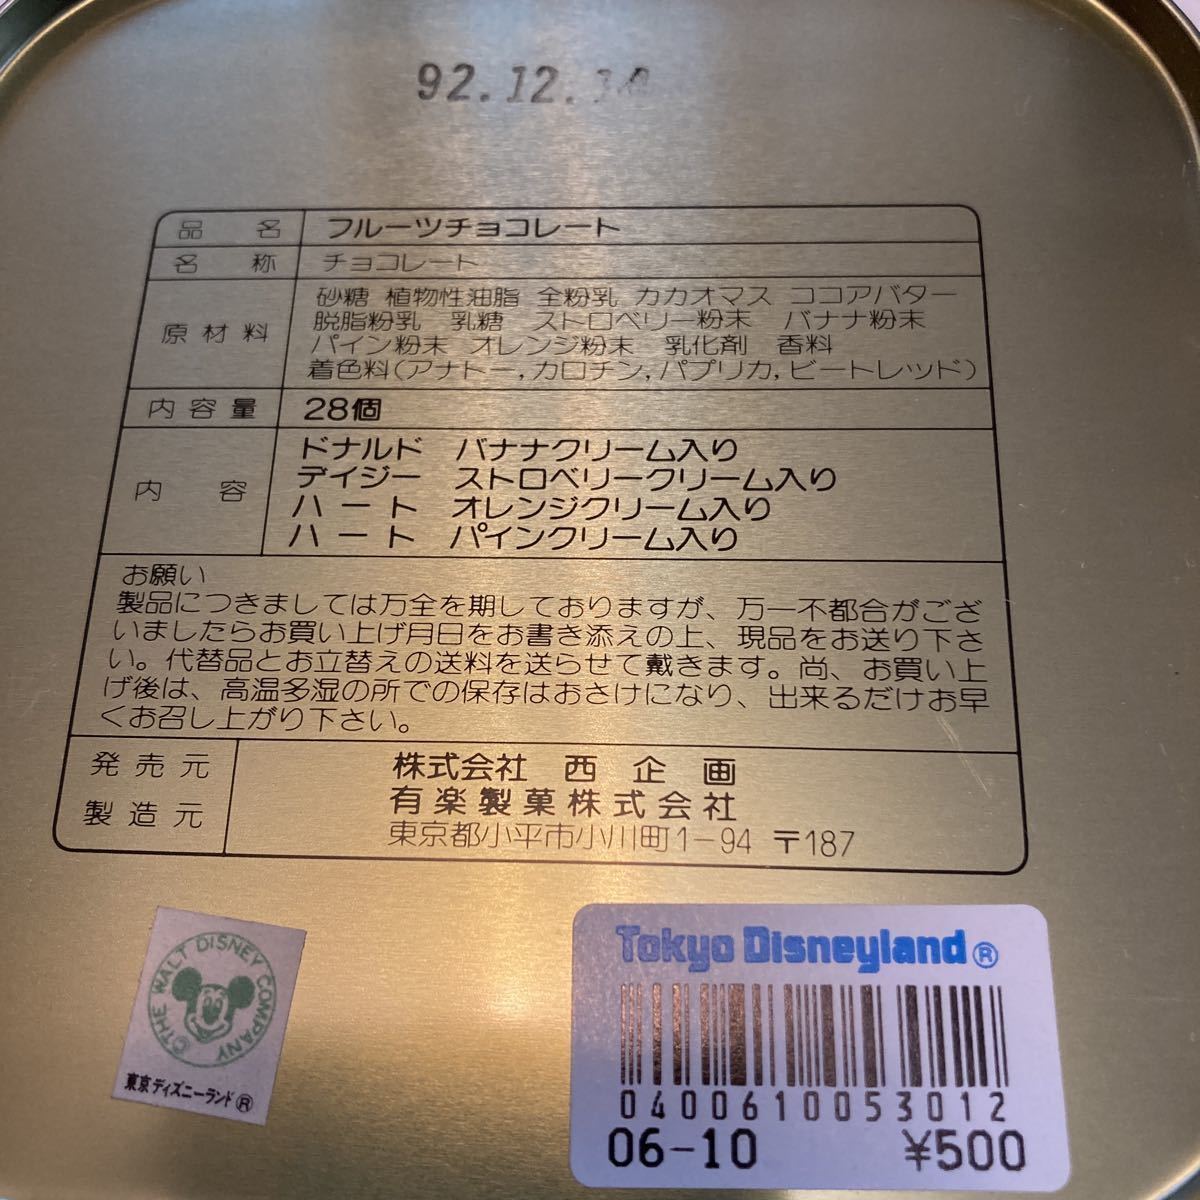 92.12.
品名 フルーツチョコレート
名称 チョコレート
原材料 砂糖 植物性油脂 全粉乳 カカオマス ココアバター
脱脂粉乳 乳糖 ストロベリー粉末 バナナ粉末
パイン粉末 オレンジ粉末 乳化剤 香料
着色料(アナトー,カロチン,パプリカ,ビートレッド)
内容量 28個
内容 ドナルド バナナクリーム入り
デイジー ストロベリークリーム入り
ハート オレンジクリーム入り
ハート パインクリーム入り
お願い
製品につきましては万全を期しておりますが、万一不都合がござ
いましたらお買い上げ月日をお書き添えの上、現品をお送り下さ
い。代替品とお立替えの送料を送らせて戴きます。尚、お買い上
げ後は、高温多湿の所での保存はおさけになり、出来るだけお早
くお召し上がり下さい。
発売元 株式会社 西企画
製造元 有楽製菓株式会社
東京都小平市小川町1-94 〒187
©THE WALT DISNEY COMPANY
東京ディズニーランド®
Tokyo Disneyland®
0400610053012
06-10 ¥500